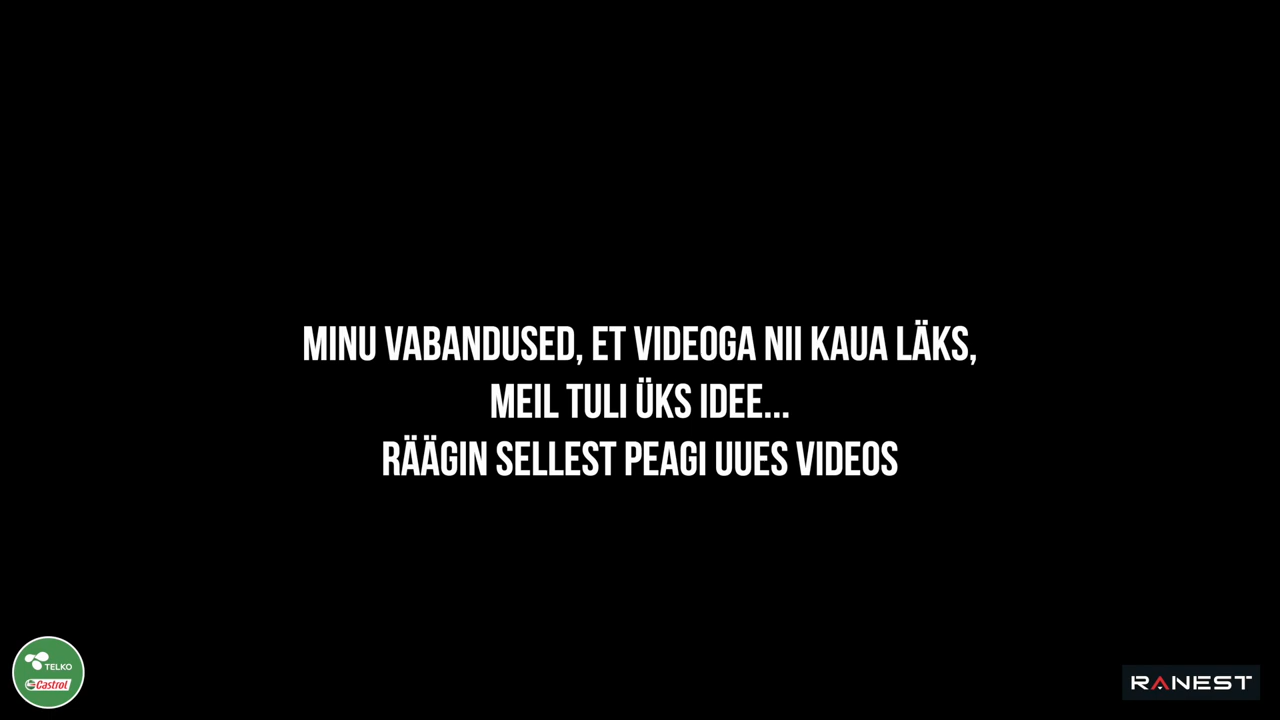 MINU VABANDUSED, ET VIDEOGA NII KAUA LÄKS,
MEIL TULI ÜKS IDEE...
RÄÄGIN SELLEST PEAGI UUES VIDEOS
TELKO
Castrol
RANEST